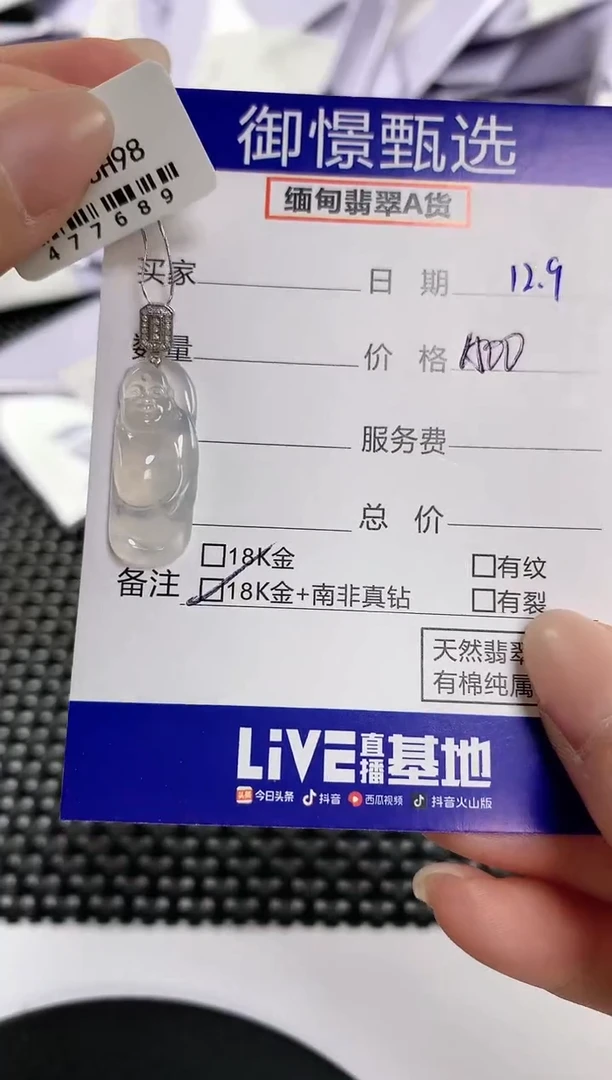 H98
477689
御憬甄选
缅甸翡翠A货
买家 日 期 12.9
数量 价 格
服务费
总 价
备注 □18K金 □有纹
□18K金+南非真钻 □有裂
天然翡翠
有棉纯属
LiVE直播基地
头条 今日头条 抖音 西瓜视频 抖音火山版